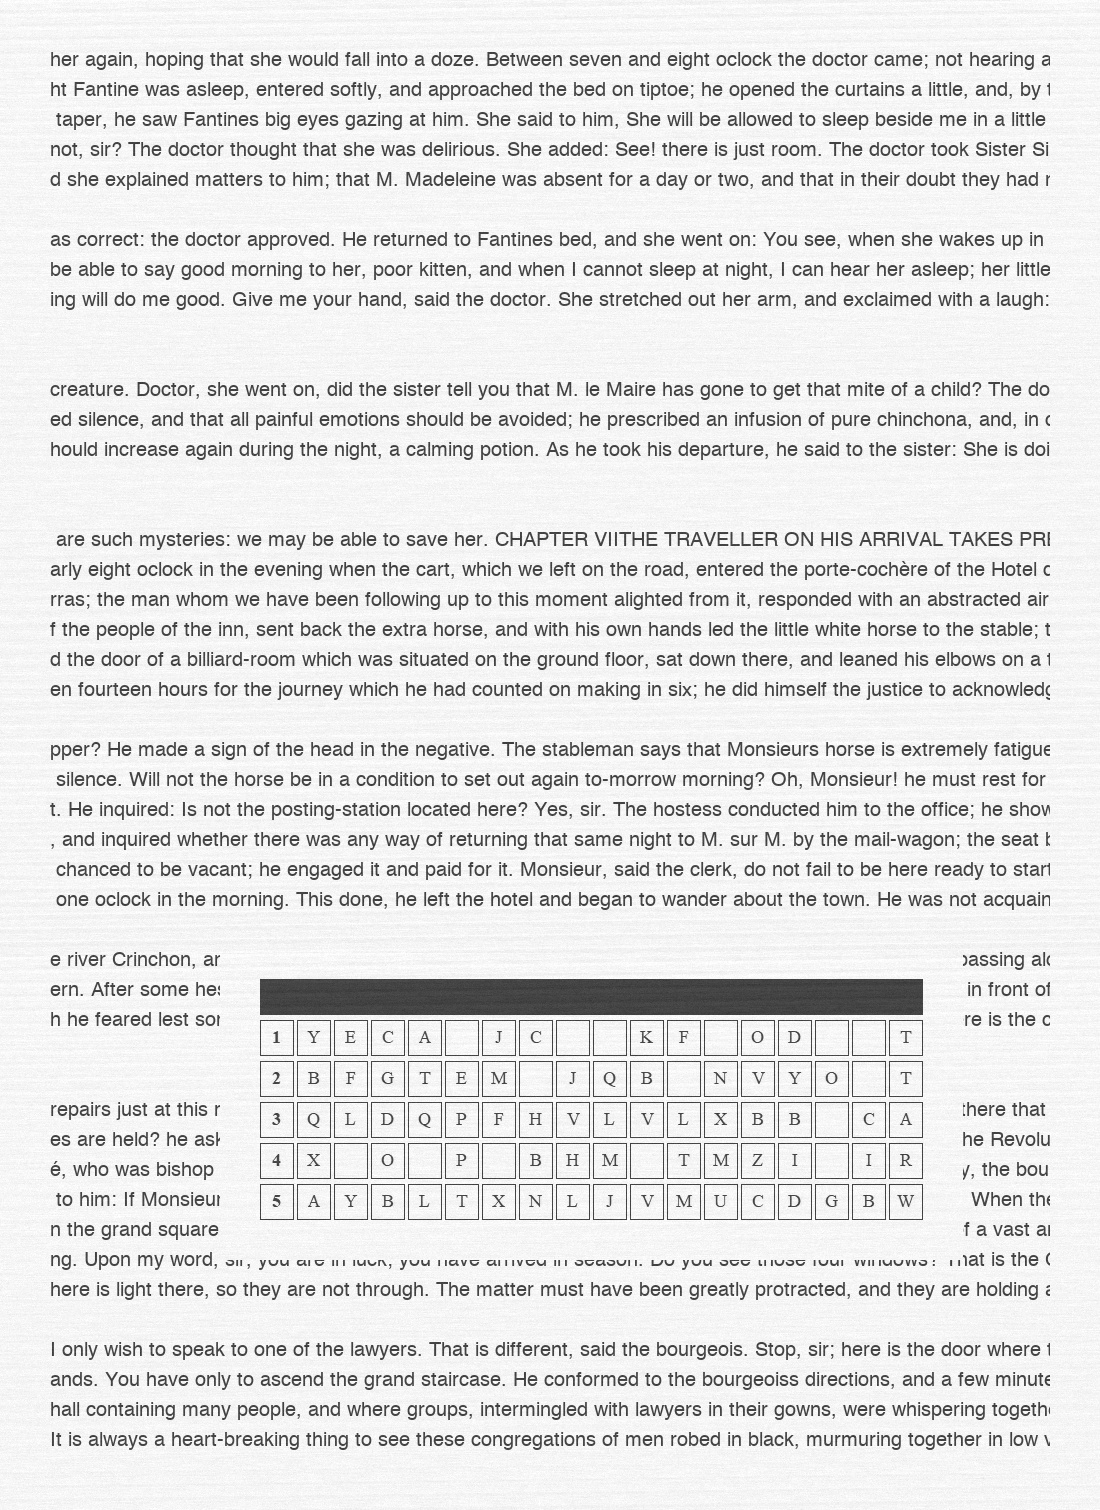 her again, hoping that she would fall into a doze. Between seven and eight oclock the doctor came; not hearing a
ht Fantine was asleep, entered softly, and approached the bed on tiptoe; he opened the curtains a little, and, by t
taper, he saw Fantines big eyes gazing at him. She said to him, She will be allowed to sleep beside me in a little
not, sir? The doctor thought that she was delirious. She added: See! there is just room. The doctor took Sister Si
d she explained matters to him; that M. Madeleine was absent for a day or two, and that in their doubt they had r
as correct: the doctor approved. He returned to Fantines bed, and she went on: You see, when she wakes up in
be able to say good morning to her, poor kitten, and when I cannot sleep at night, I can hear her asleep; her little
ing will do me good. Give me your hand, said the doctor. She stretched out her arm, and exclaimed with a laugh:
creature. Doctor, she went on, did the sister tell you that M. le Maire has gone to get that mite of a child? The do
ed silence, and that all painful emotions should be avoided; he prescribed an infusion of pure chinchona, and, in c
hould increase again during the night, a calming potion. As he took his departure, he said to the sister: She is doi
are such mysteries: we may be able to save her. CHAPTER VIITHE TRAVELLER ON HIS ARRIVAL TAKES PRE
arly eight oclock in the evening when the cart, which we left on the road, entered the porte-cochère of the Hotel c
rras; the man whom we have been following up to this moment alighted from it, responded with an abstracted air
f the people of the inn, sent back the extra horse, and with his own hands led the little white horse to the stable; t
d the door of a billiard-room which was situated on the ground floor, sat down there, and leaned his elbows on a t
en fourteen hours for the journey which he had counted on making in six; he did himself the justice to acknowledg
pper? He made a sign of the head in the negative. The stableman says that Monsieurs horse is extremely fatigue
silence. Will not the horse be in a condition to set out again to-morrow morning? Oh, Monsieur! he must rest for
t. He inquired: Is not the posting-station located here? Yes, sir. The hostess conducted him to the office; he show
, and inquired whether there was any way of returning that same night to M. sur M. by the mail-wagon; the seat b
chanced to be vacant; he engaged it and paid for it. Monsieur, said the clerk, do not fail to be here ready to start
one oclock in the morning. This done, he left the hotel and began to wander about the town. He was not acquain
e river Crinchon, ar passing alo
ern. After some hes in front of
h he feared lest sor re is the c
1 Y E C A J C K F O D T
2 B F G T E M J Q B N V Y O T
3 Q L D Q P F H V L V L X B B C A
4 X O P B H M T M Z I I R
5 A Y B L T X N L J V M U C D G B W
repairs just at this r there that
es are held? he ask he Revolu
é, who was bishop y, the bou
to him: If Monsieur When the
n the grand square f a vast ar
ng. Upon my word, sir, you are in luck; you have arrived in season. Do you see those four windows? That is the C
here is light there, so they are not through. The matter must have been greatly protracted, and they are holding a
I only wish to speak to one of the lawyers. That is different, said the bourgeois. Stop, sir; here is the door where t
ands. You have only to ascend the grand staircase. He conformed to the bourgeoiss directions, and a few minute
hall containing many people, and where groups, intermingled with lawyers in their gowns, were whispering togethe
It is always a heart-breaking thing to see these congregations of men robed in black, murmuring together in low v